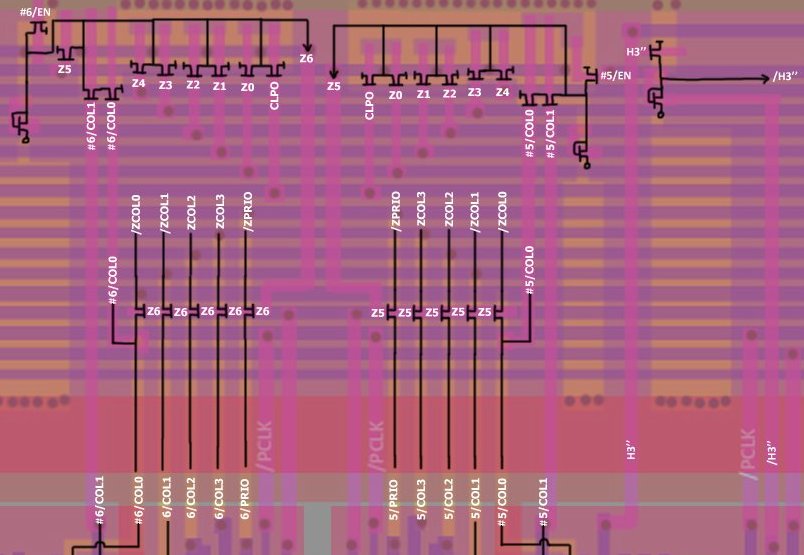 #6/EN
Z5
Z4
Z3
Z2
Z1
Z0
CLPO
Z6
#6/COL1
#6/COL0
Z5
CLPO
Z0
Z1
Z2
Z3
Z4
#5/COL0
#5/COL1
#5/EN
H3''
/H3''
/ZCOL0
/ZCOL1
ZCOL2
ZCOL3
/ZPRIO
/ZPRIO
ZCOL3
ZCOL2
/ZCOL1
/ZCOL0
#6/COL0
#5/COL0
Z6
Z6
Z6
Z6
Z6
Z5
Z5
Z5
Z5
Z5
/PCLK
/PCLK
/PCLK
H3''
/H3''
#6/COL1
#6/COL0
6/COL1
6/COL2
6/COL3
6/PRIO
5/PRIO
5/COL3
5/COL2
5/COL1
#5/COL0
#5/COL1